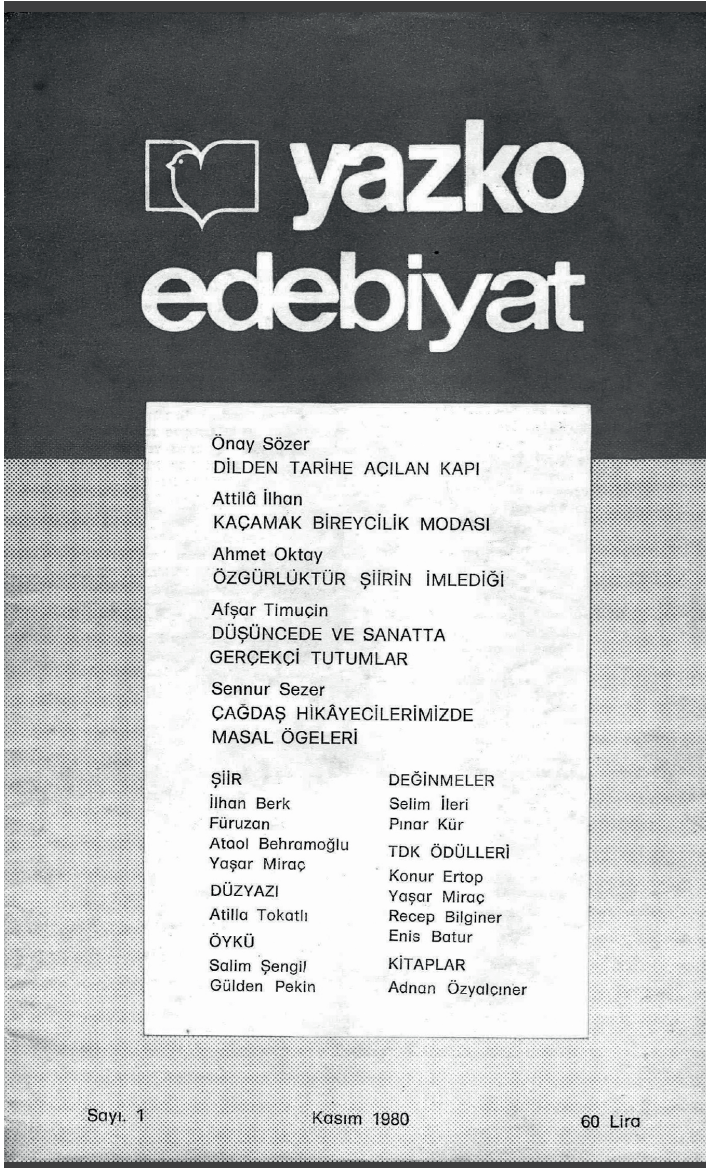 yazko
edebiyat
Önay Sözer
DİLDEN TARİHE AÇILAN KAPI
Attilâ İlhan
KAÇAMAK BİREYCİLİK MODASI
Ahmet Oktay
ÖZGÜRLÜKTÜR ŞİİRİN İMLEDİĞİ
Afşar Timuçin
DÜŞÜNCEDE VE SANATTA
GERÇEKÇİ TUTUMLAR
Sennur Sezer
ÇAĞDAŞ HİKÂYECİLERİMİZDE
MASAL ÖGELERİ
ŞİİR
İlhan Berk
Füruzan
Ataol Behramoğlu
Yaşar Miraç
DÜZYAZI
Atilla Tokatlı
ÖYKÜ
Salim Şengil
Gülden Pekin
DEĞİNMELER
Selim İleri
Pınar Kür
TDK ÖDÜLLERİ
Konur Ertop
Yaşar Miraç
Recep Bilginer
Enis Batur
KİTAPLAR
Adnan Özyalçıner
Sayı. 1
Kasım 1980
60 Lira